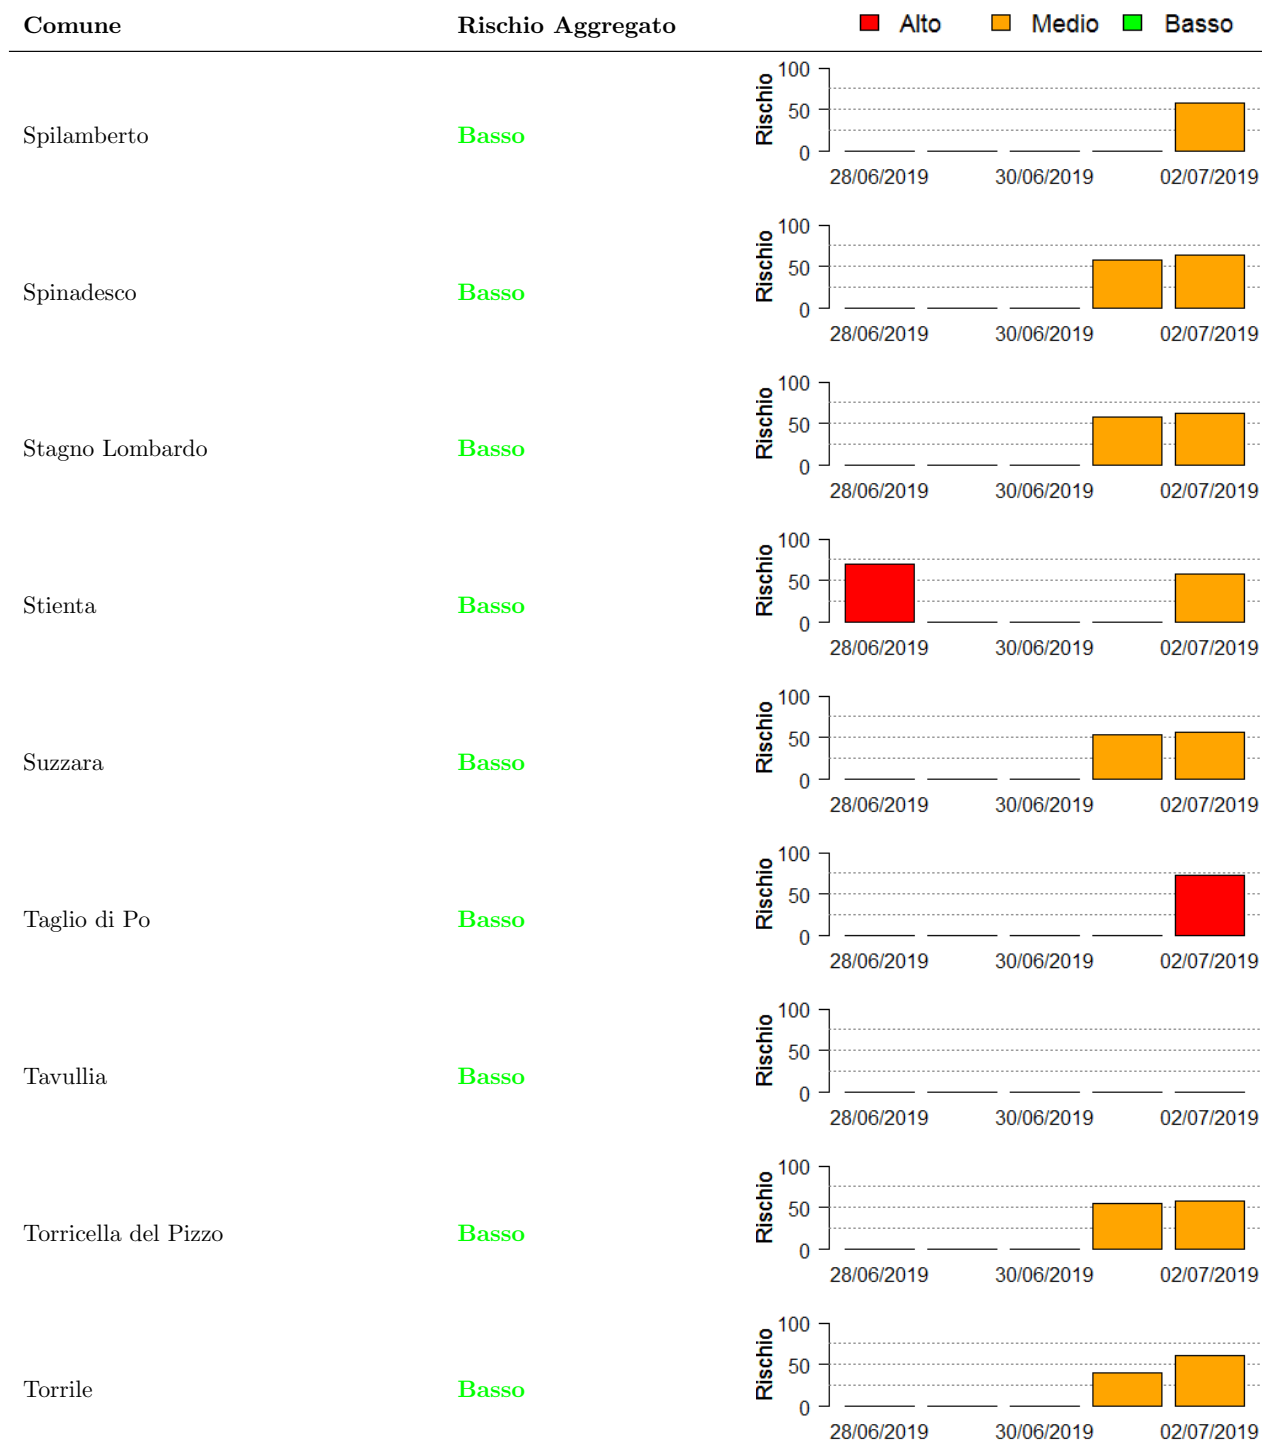 Comune Rischio Aggregato Alto Medio Basso
Spilamberto Basso Rischio 100 50 0
28/06/2019 30/06/2019 02/07/2019
Spinadesco Basso Rischio 100 50 0
28/06/2019 30/06/2019 02/07/2019
Stagno Lombardo Basso Rischio 100 50 0
28/06/2019 30/06/2019 02/07/2019
Stienta Basso Rischio 100 50 0
28/06/2019 30/06/2019 02/07/2019
Suzzara Basso Rischio 100 50 0
28/06/2019 30/06/2019 02/07/2019
Taglio di Po Basso Rischio 100 50 0
28/06/2019 30/06/2019 02/07/2019
Tavullia Basso Rischio 100 50 0
28/06/2019 30/06/2019 02/07/2019
Torricella del Pizzo Basso Rischio 100 50 0
28/06/2019 30/06/2019 02/07/2019
Torrile Basso Rischio 100 50 0
28/06/2019 30/06/2019 02/07/2019